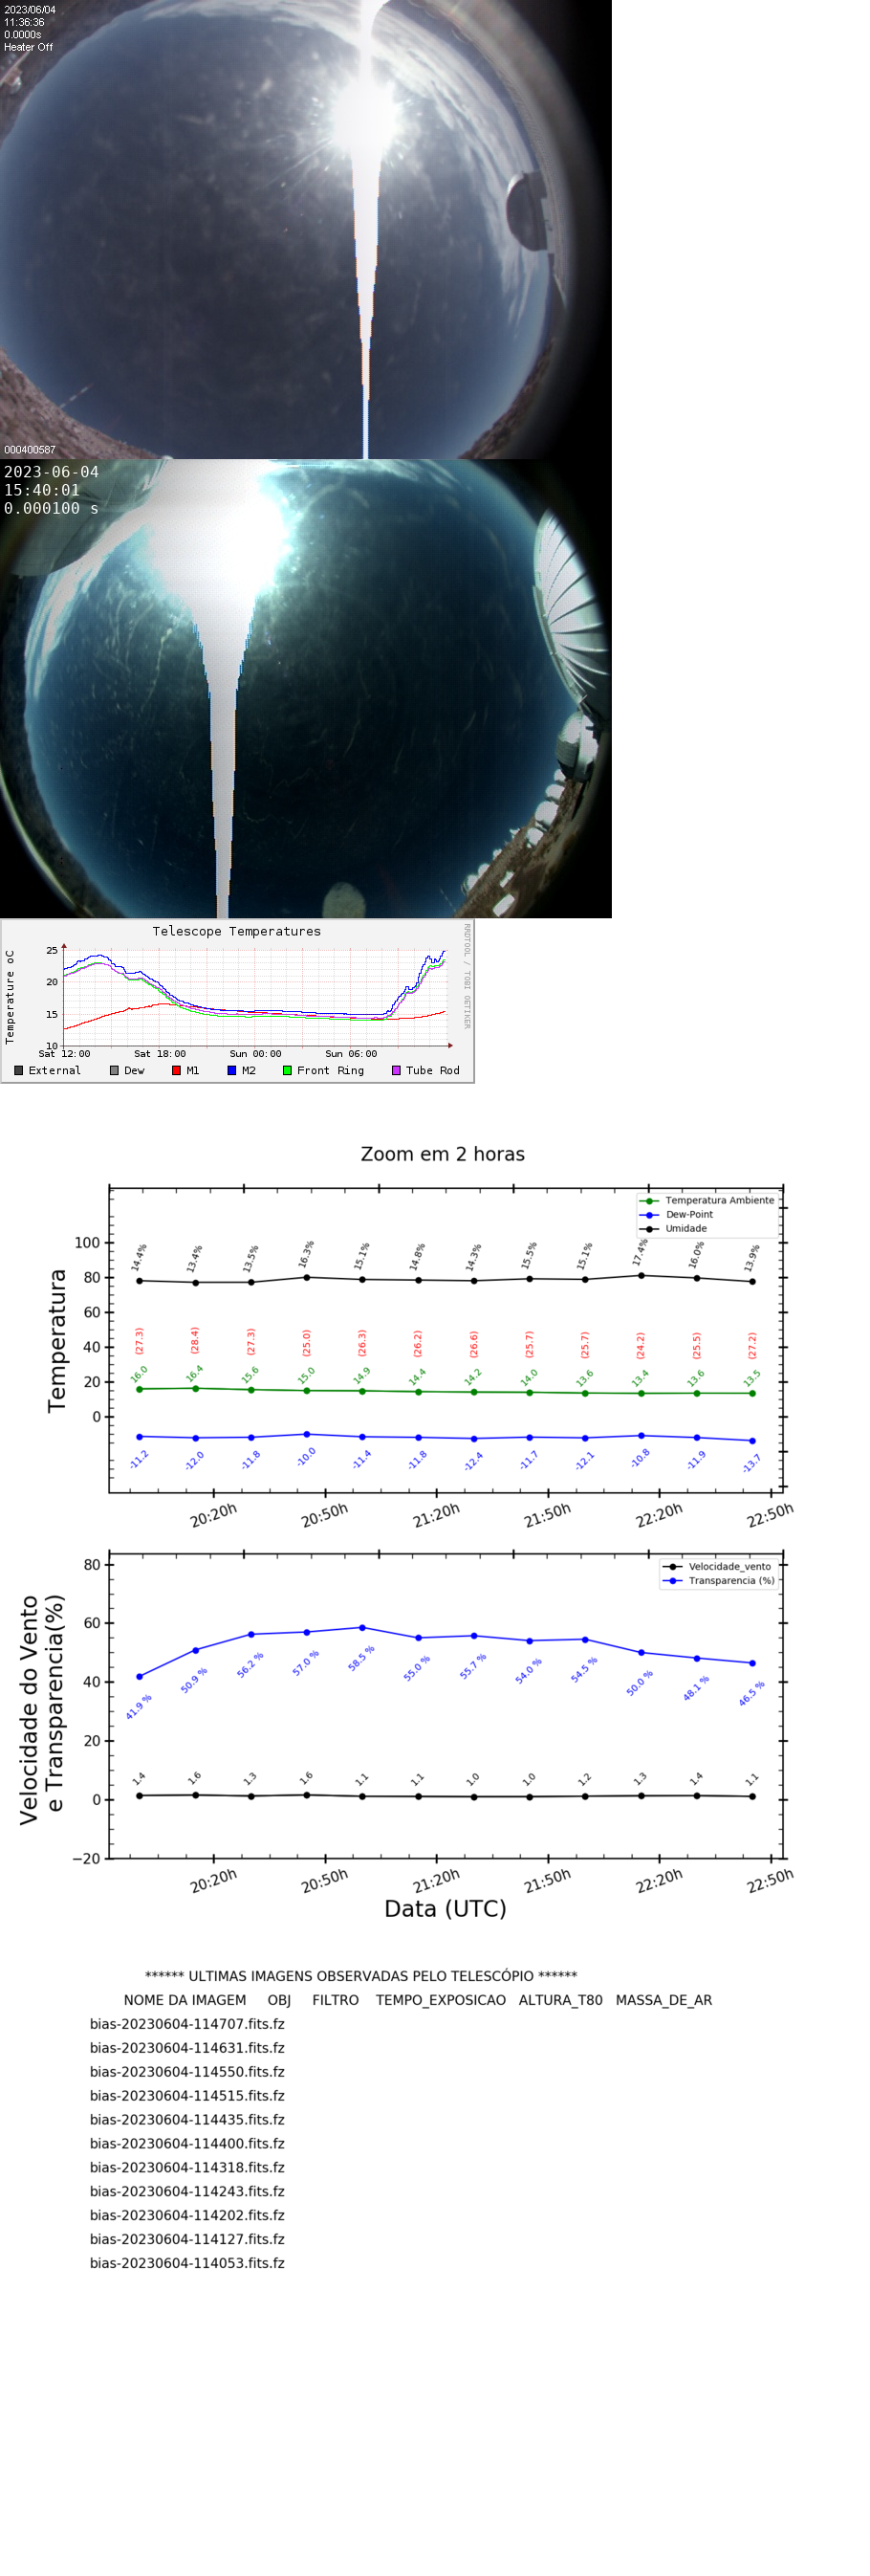 2023/06/04
11:36:36
0.0000s
Heater Off
000400587
2023-06-04
15:40:01
0.000100 s
Telescope Temperatures
RRDTOOL / TOBI OETIKER
Temperature oC
25
20
15
10
Sat 12:00 Sat 18:00 Sun 00:00 Sun 06:00
External Dew M1 M2 Front Ring Tube Rod
Zoom em 2 horas
Temperatura Ambiente
Dew-Point
Umidade
Temperatura
100
80
60
40
20
0
14.4% 13.4% 13.5% 16.3% 15.1% 14.8% 14.3% 15.5% 15.1% 17.4% 16.0% 13.9%
(27.3) (28.4) (27.3) (25.0) (26.3) (26.2) (26.6) (25.7) (25.7) (24.2) (25.5) (27.2)
16.0 16.4 15.6 15.0 14.9 14.4 14.2 14.0 13.6 13.4 13.6 13.5
-11.2 -12.0 -11.8 -10.0 -11.4 -11.8 -12.4 -11.7 -12.1 -10.8 -11.9 -13.7
20:20h 20:50h 21:20h 21:50h 22:20h 22:50h
Velocidade_vento
Transparencia (%)
Velocidade do Vento
e Transparencia(%)
80
60
40
20
0
−20
41.9 % 50.9 % 56.2 % 57.0 % 58.5 % 55.0 % 55.7 % 54.0 % 54.5 % 50.0 % 48.1 % 46.5 %
1.4 1.6 1.3 1.6 1.1 1.1 1.0 1.0 1.2 1.3 1.4 1.1
20:20h 20:50h 21:20h 21:50h 22:20h 22:50h
Data (UTC)
****** ULTIMAS IMAGENS OBSERVADAS PELO TELESCÓPIO ******
NOME DA IMAGEM OBJ FILTRO TEMPO_EXPOSICAO ALTURA_T80 MASSA_DE_AR
bias-20230604-114707.fits.fz
bias-20230604-114631.fits.fz
bias-20230604-114550.fits.fz
bias-20230604-114515.fits.fz
bias-20230604-114435.fits.fz
bias-20230604-114400.fits.fz
bias-20230604-114318.fits.fz
bias-20230604-114243.fits.fz
bias-20230604-114202.fits.fz
bias-20230604-114127.fits.fz
bias-20230604-114053.fits.fz